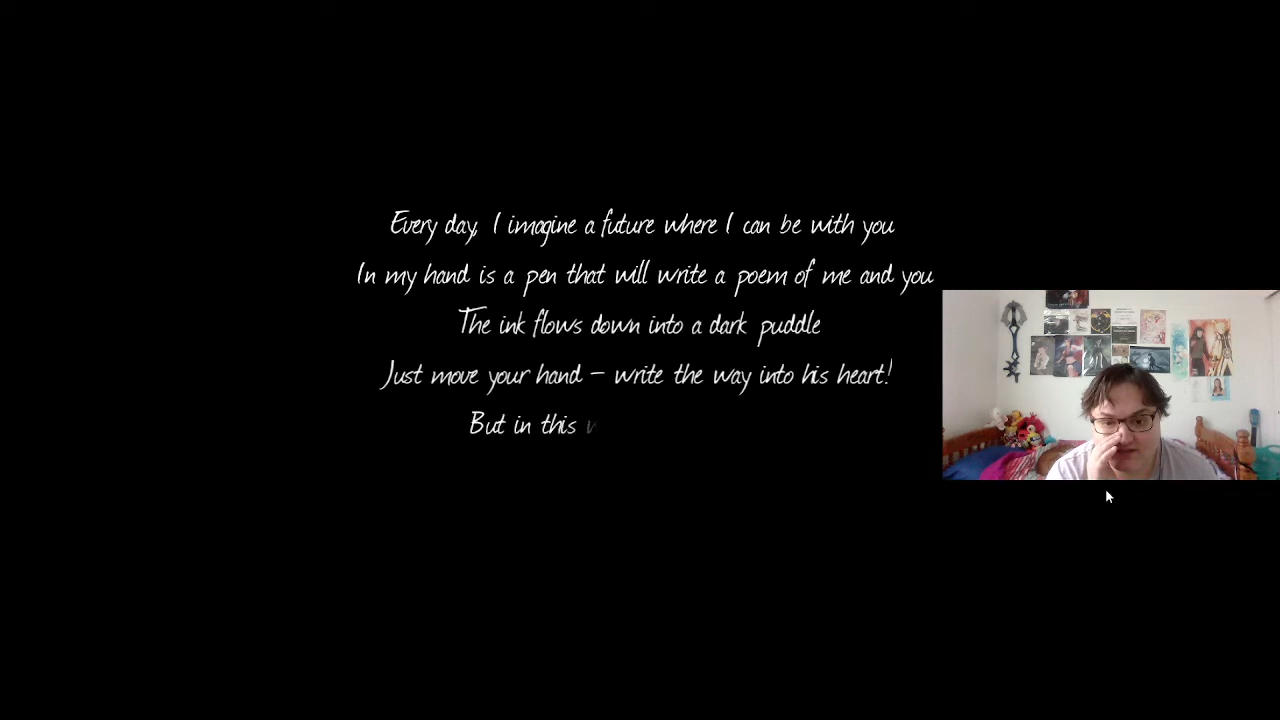 Every day, I imagine a future where I can be with you
In my hand is a pen that will write a poem of me and you
The ink flows down into a dark puddle
Just move your hand – write the way into his heart!
But in this